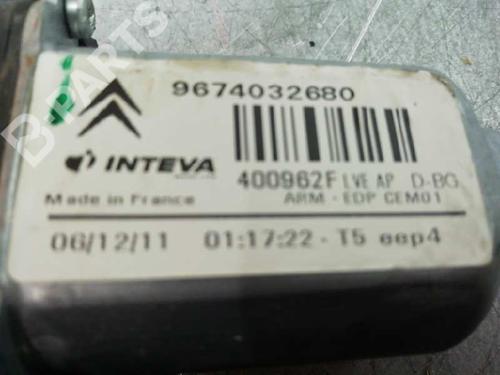 B-PARTS
9674032680
INTEVA
400962F LVE AP D-BG
Made in France
ARM - EDP CEM01
06/12/11 01:17:22 - T5 eep4